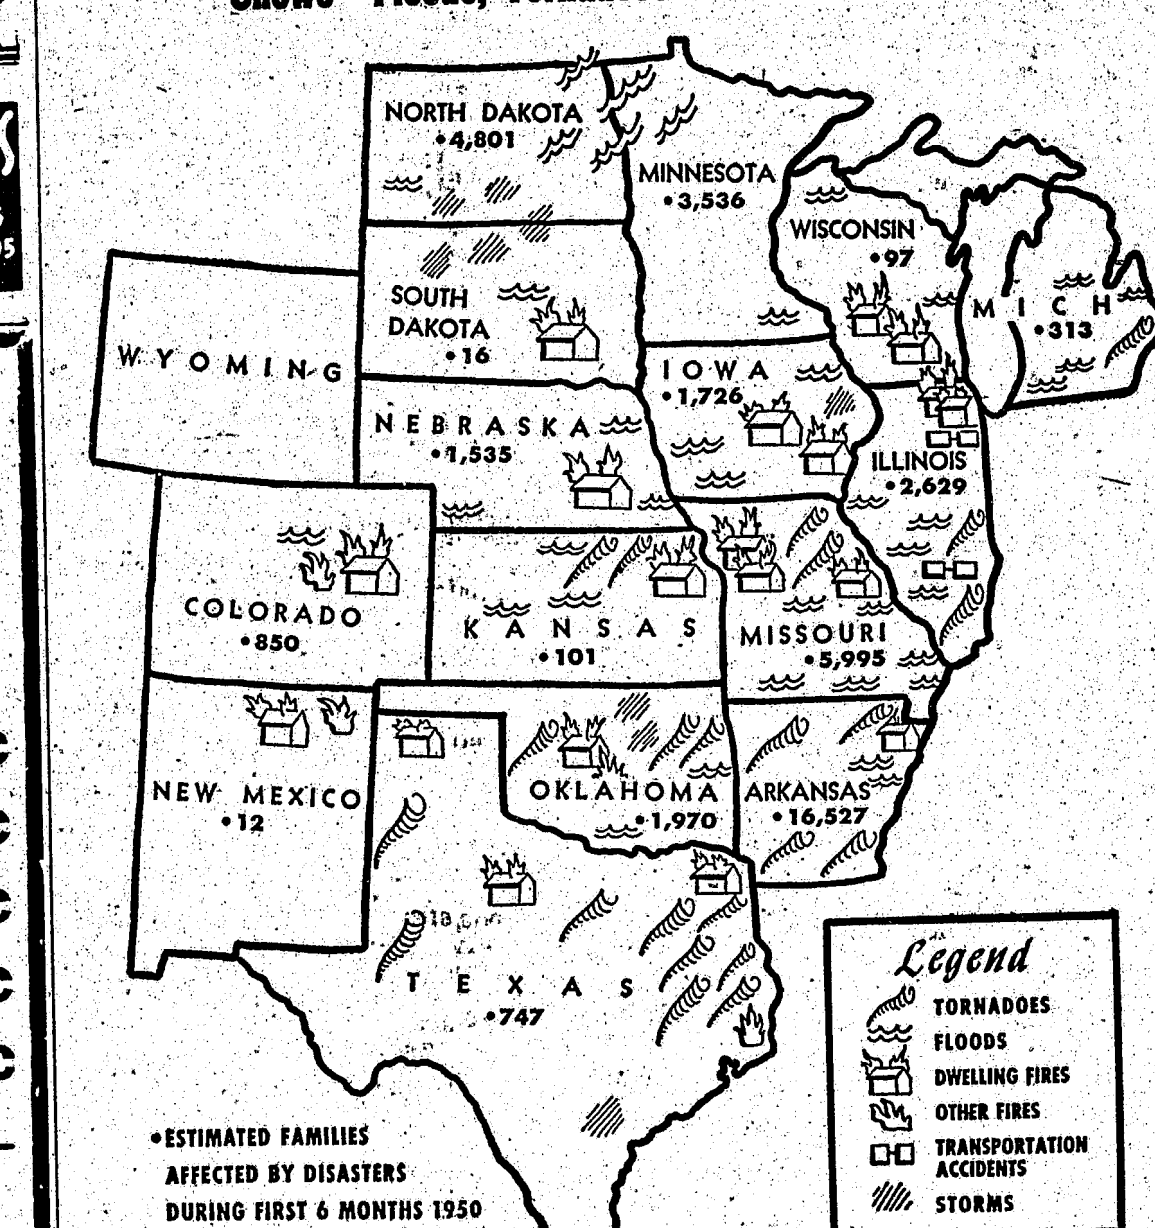 NORTH DAKOTA
•4,801
MINNESOTA
•3,536
WISCONSIN
•97
MICH
•313
SOUTH
DAKOTA
•16
WYOMING
IOWA
•1,726
NEBRASKA
•1,535
ILLINOIS
•2,629
COLORADO
•850
KANSAS
•101
MISSOURI
•5,995
NEW MEXICO
•12
OKLAHOMA
•1,970
ARKANSAS
•16,527
TEXAS
•747
Legend
TORNADOES
FLOODS
DWELLING FIRES
OTHER FIRES
TRANSPORTATION
ACCIDENTS
STORMS
•ESTIMATED FAMILIES
AFFECTED BY DISASTERS
DURING FIRST 6 MONTHS 1950